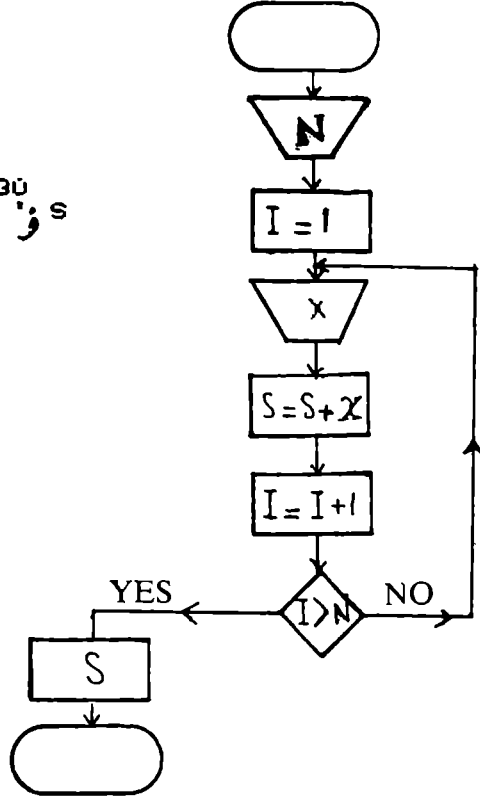 N
I = 1
X
S = S + X
I = I + 1
I > N
YES
NO
S
; S